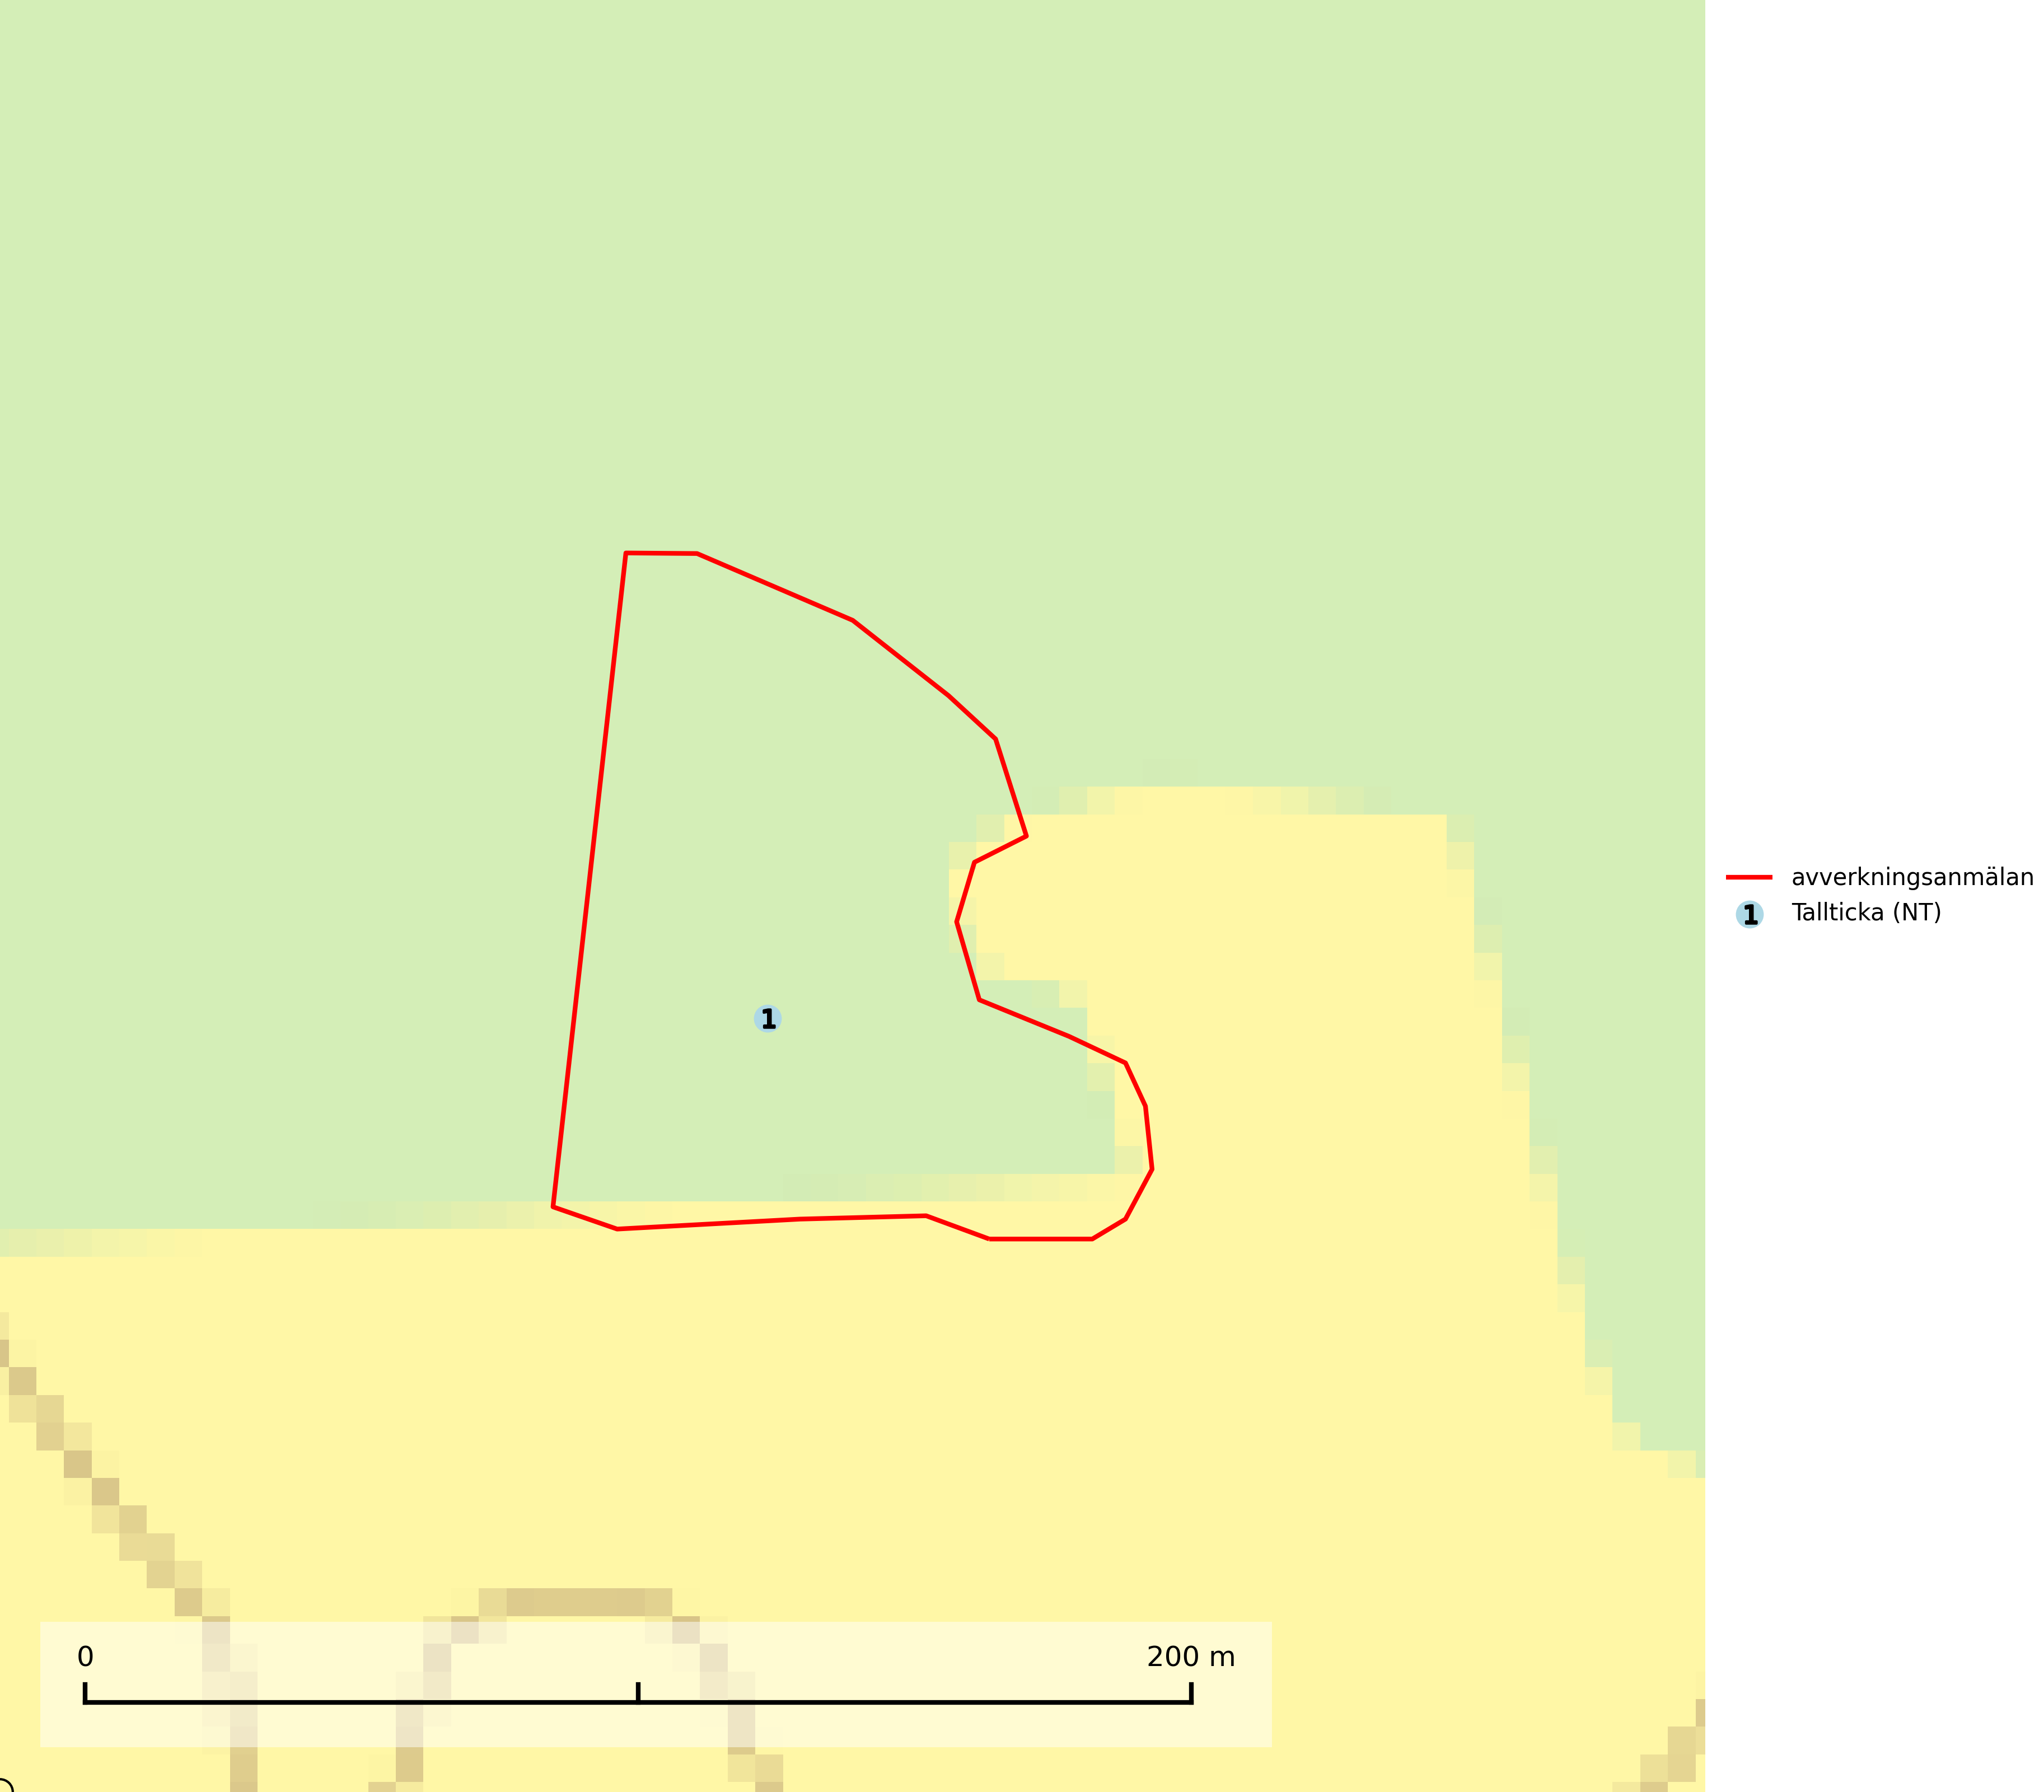 1
avverkningsanmälan
1 Tallticka (NT)
0 200 m